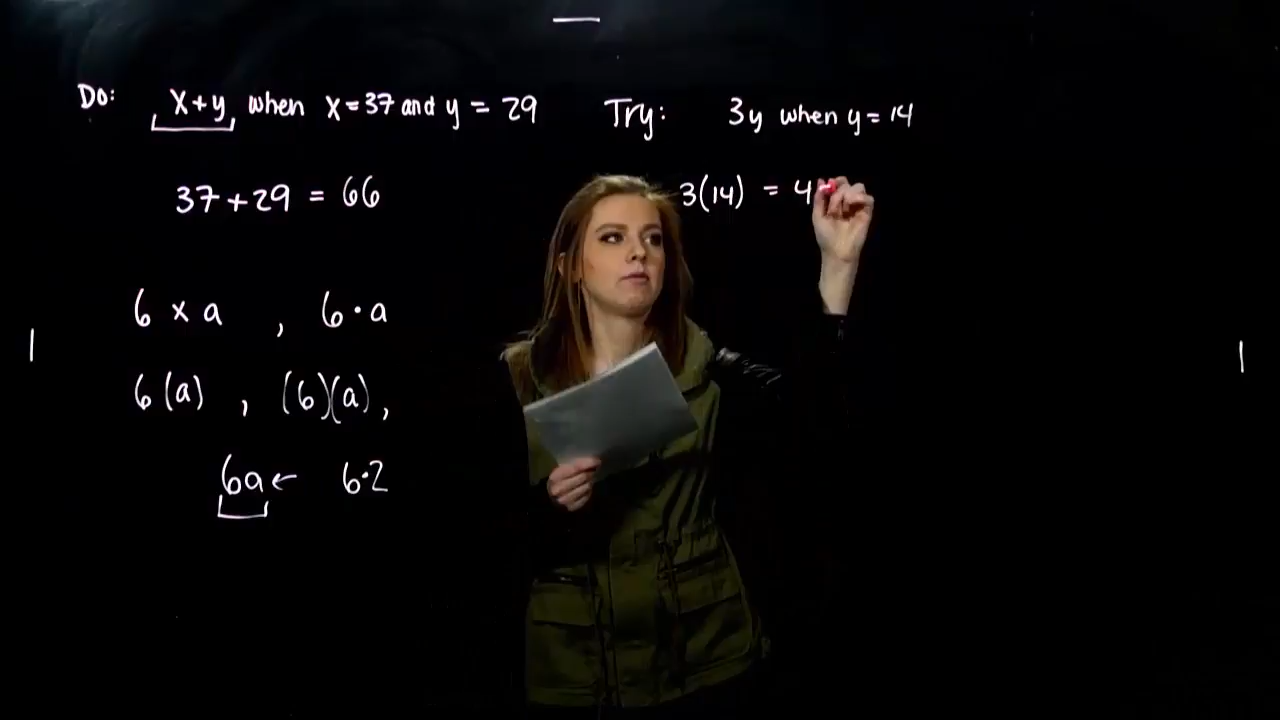 Do: x+y when x=37 and y = 29
Try: 3y when y = 14
37+29 = 66
3(14) = 4
6 x a , 6·a
6(a) , (6)(a),
6a← 6·2